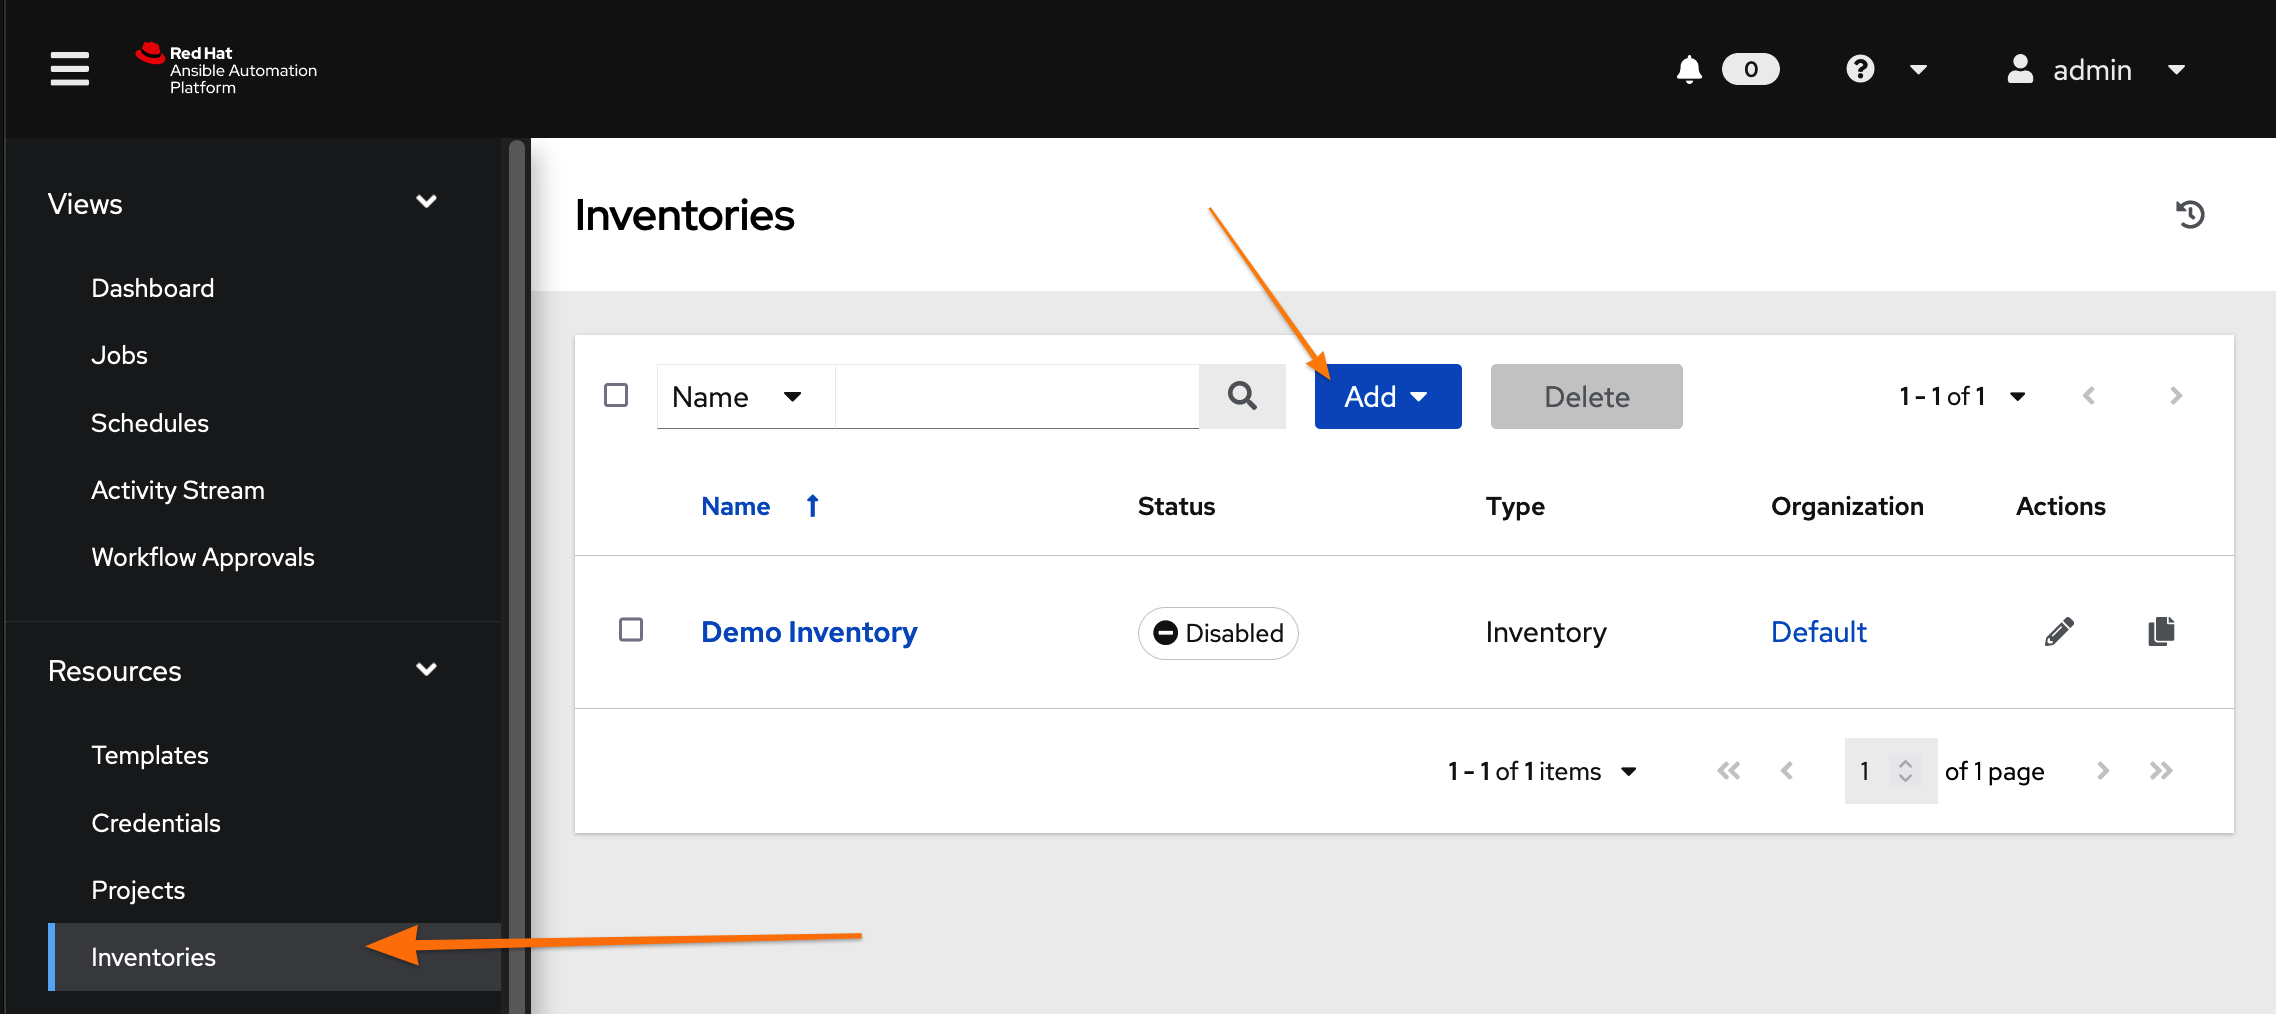 Red Hat
Ansible Automation
Platform
0
admin
Views
Dashboard
Jobs
Schedules
Activity Stream
Workflow Approvals
Resources
Templates
Credentials
Projects
Inventories
Inventories
Name Add Delete 1 - 1 of 1
Name Status Type Organization Actions
Demo Inventory Disabled Inventory Default
1 - 1 of 1 items 1 of 1 page